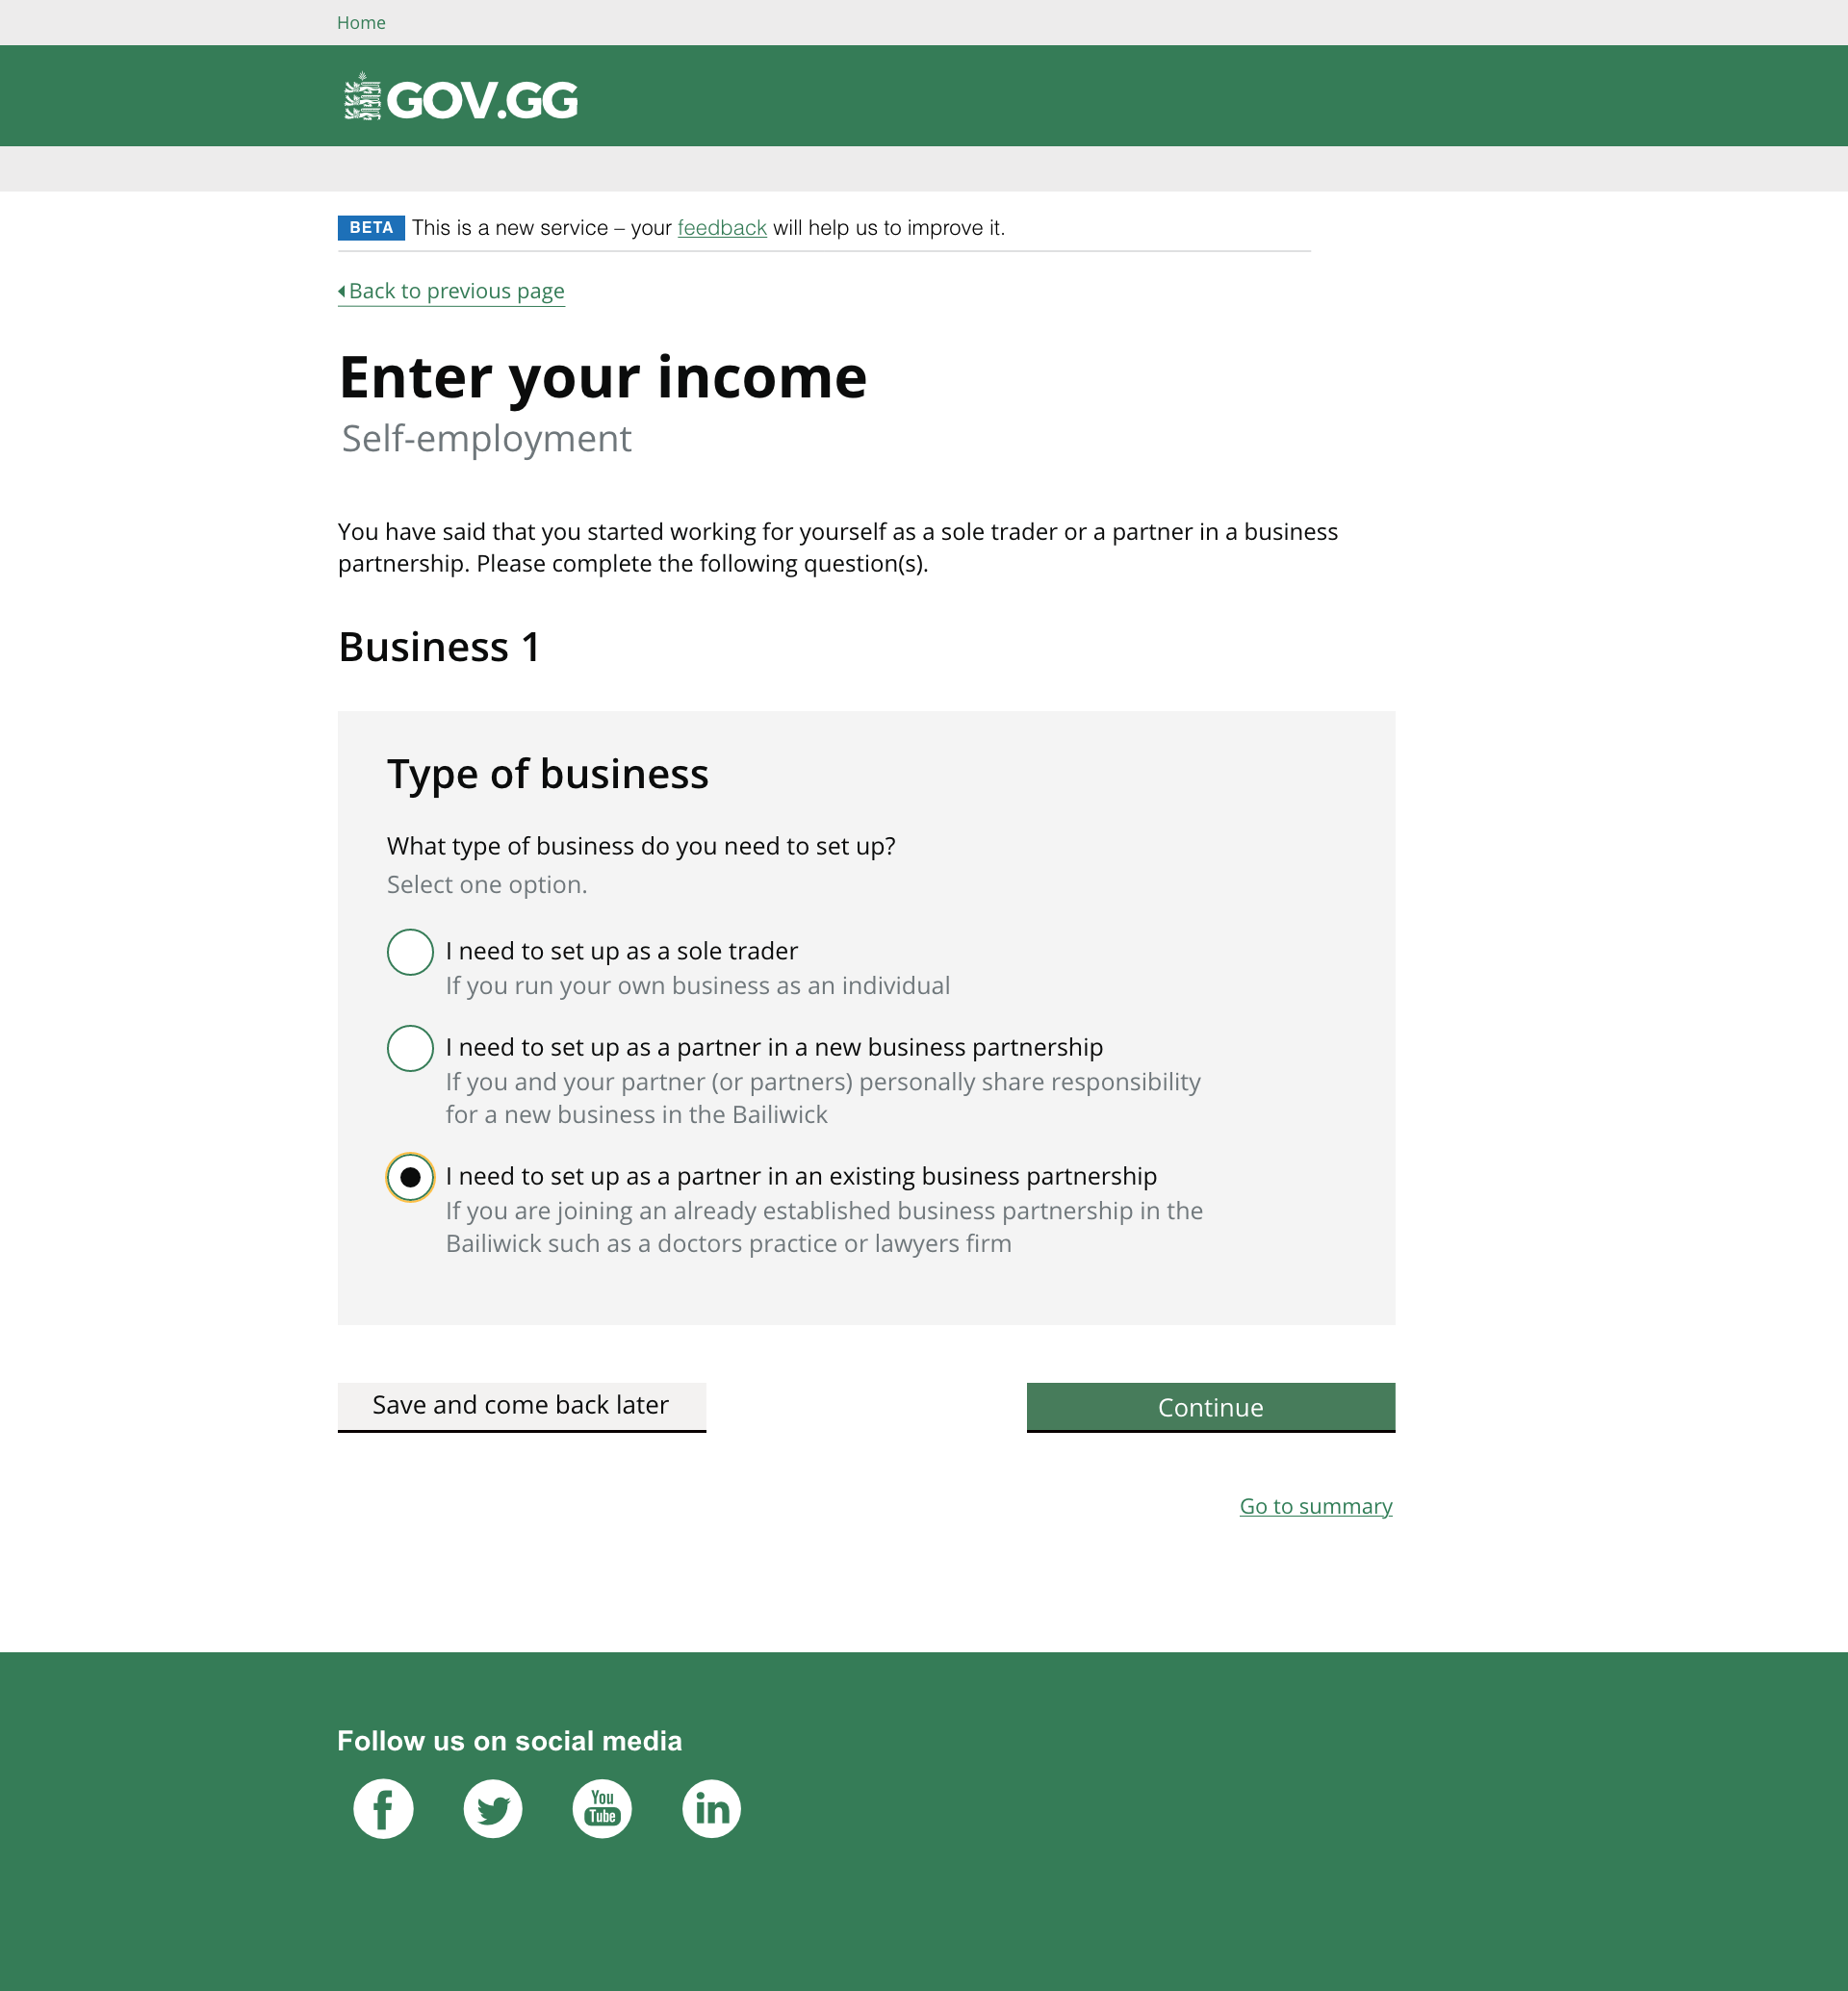 Home
GOV.GG
BETA This is a new service – your feedback will help us to improve it.
Back to previous page
Enter your income
Self-employment
You have said that you started working for yourself as a sole trader or a partner in a business
partnership. Please complete the following question(s).
Business 1
Type of business
What type of business do you need to set up?
Select one option.
I need to set up as a sole trader
If you run your own business as an individual
I need to set up as a partner in a new business partnership
If you and your partner (or partners) personally share responsibility
for a new business in the Bailiwick
I need to set up as a partner in an existing business partnership
If you are joining an already established business partnership in the
Bailiwick such as a doctors practice or lawyers firm
Save and come back later
Continue
Go to summary
Follow us on social media
f
You
Tube
in